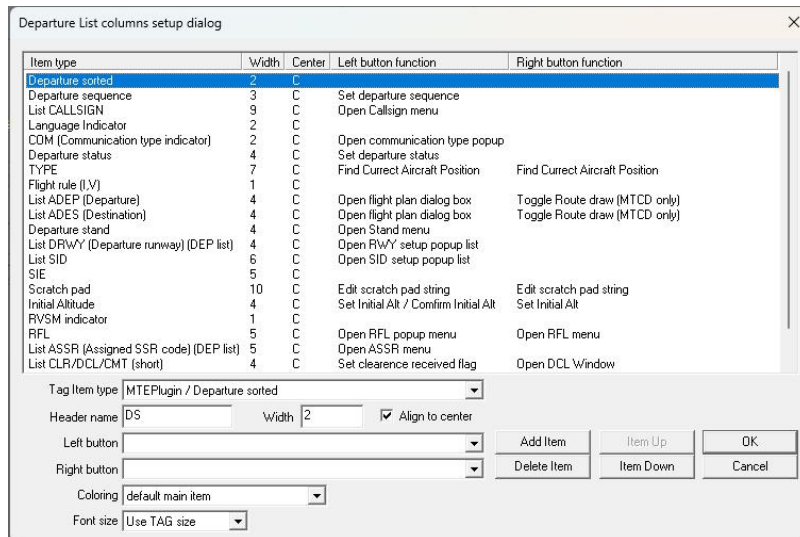 Departure List columns setup dialog
Item type Width Center Left button function Right button function
Departure sorted 2 C
Departure sequence 3 C Set departure sequence
List CALLSIGN 9 C Open Callsign menu
Language Indicator 2 C
COM (Communication type indicator) 2 C Open communication type popup
Departure status 4 C Set departure status
TYPE 7 C Find Currect Aircraft Position Find Currect Aircraft Position
Flight rule (I,V) 1 C
List ADEP (Departure) 4 C Open flight plan dialog box Toggle Route draw (MTCD only)
List ADES (Destination) 4 C Open flight plan dialog box Toggle Route draw (MTCD only)
Departure stand 4 C Open Stand menu
List DRWY (Departure runway) (DEP list) 4 C Open RWY setup popup list
List SID 6 C Open SID setup popup list
SIE 5 C
Scratch pad 10 C Edit scratch pad string Edit scratch pad string
Initial Altitude 4 C Set Initial Alt / Comfirm Initial Alt Set Initial Alt
RVSM indicator 1 C
RFL 5 C Open RFL popup menu Open RFL menu
List ASSR (Assigned SSR code) (DEP list) 5 C Open ASSR menu
List CLR/DCL/CMT (short) 4 C Set clearence received flag Open DCL Window
Tag Item type MTEPlugin / Departure sorted
Header name DS Width 2 Align to center
Left button Add Item Item Up OK
Right button Delete Item Item Down Cancel
Coloring default main item
Font size Use TAG size